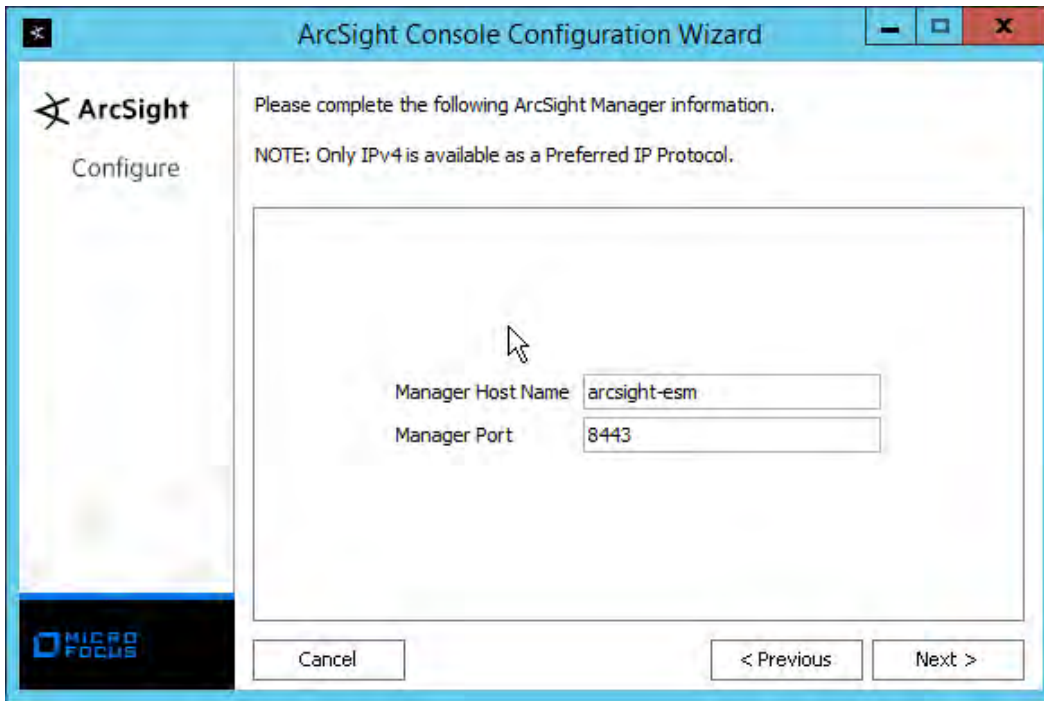 ArcSight Console Configuration Wizard
ArcSight
Configure
Please complete the following ArcSight Manager information.
NOTE: Only IPv4 is available as a Preferred IP Protocol.
Manager Host Name arcsight-esm
Manager Port 8443
MICRO
FOCUS
Cancel < Previous Next >